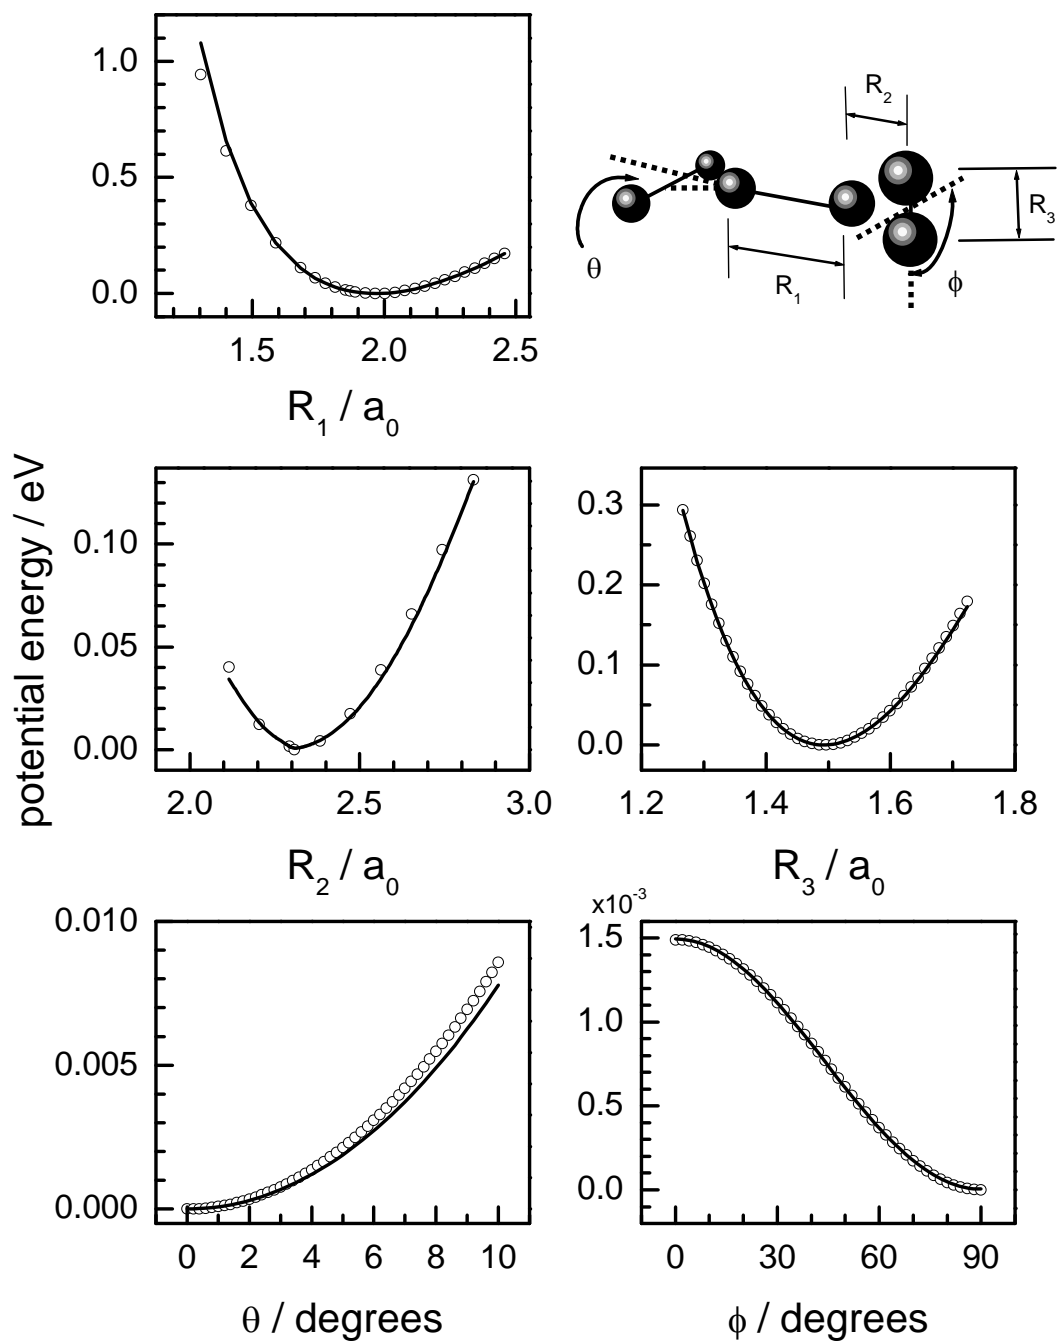 1.0
0.5
0.0
1.5 2.0 2.5
R1 / a0
R2
R3
R1
θ
ϕ
potential energy / eV
0.10
0.05
0.00
2.0 2.5 3.0
R2 / a0
0.3
0.2
0.1
0.0
1.2 1.4 1.6 1.8
R3 / a0
0.010
0.005
0.000
0 2 4 6 8 10
θ / degrees
x10-3
1.5
1.0
0.5
0.0
0 30 60 90
ϕ / degrees